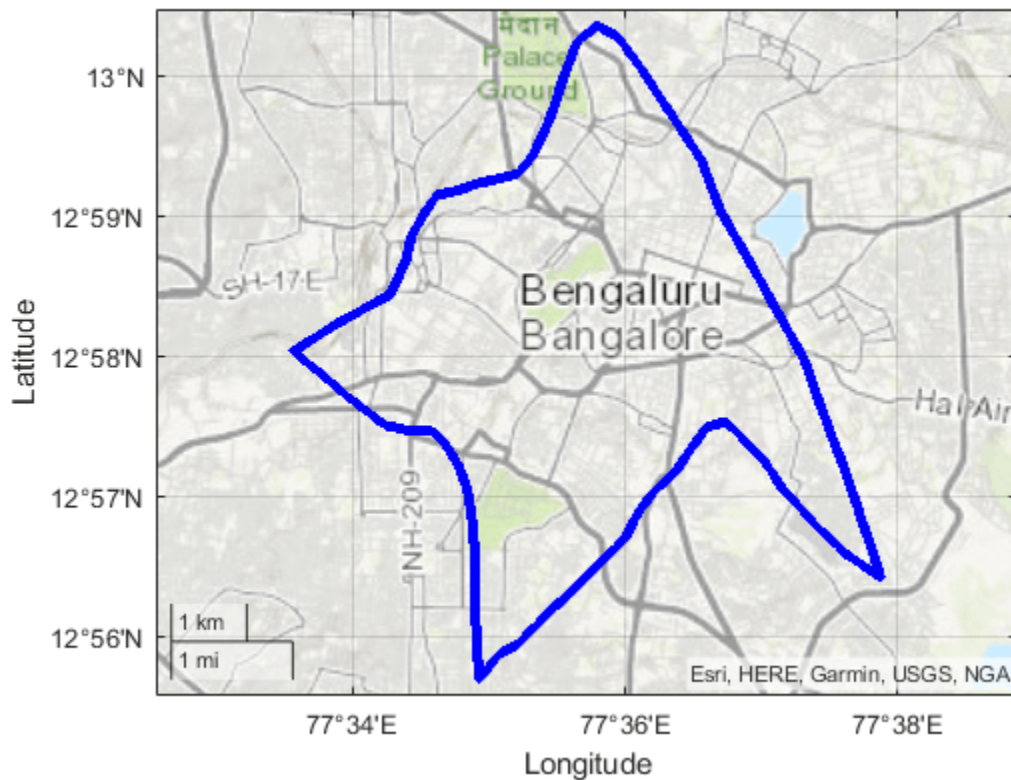 मैदान
Palace
Ground
13°N
12°59'N
SH-17E
Bengaluru
Bangalore
12°58'N
Hal Air
12°57'N
NH-209
12°56'N
1 km
1 mi
Esri, HERE, Garmin, USGS, NGA
77°34'E
77°36'E
77°38'E
Latitude
Longitude